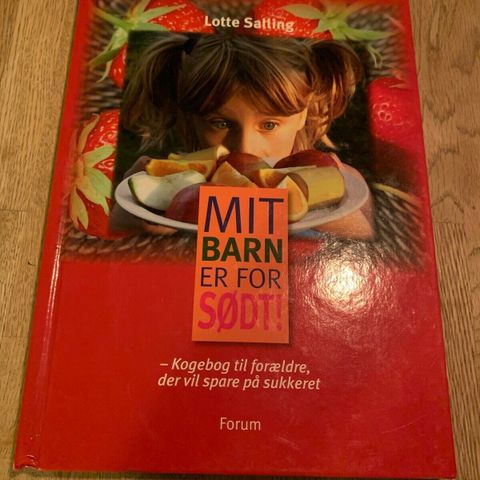 Lotte Salling
MIT
BARN
ER FOR
SØDT!
– Kogebog til forældre,
der vil spare på sukkeret
Forum